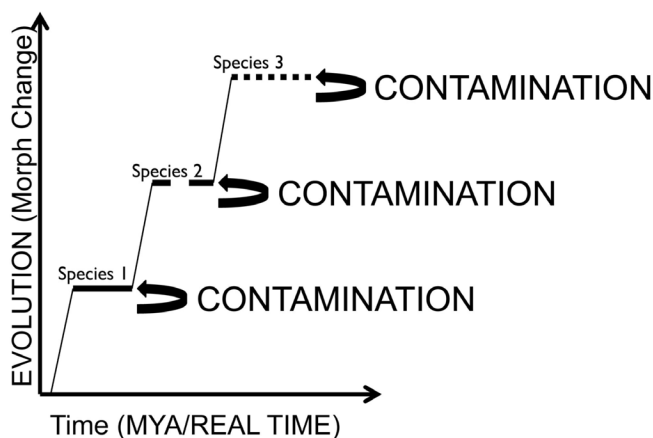 Species 3
CONTAMINATION
Species 2
CONTAMINATION
Species 1
CONTAMINATION
EVOLUTION (Morph Change)
Time (MYA/REAL TIME)